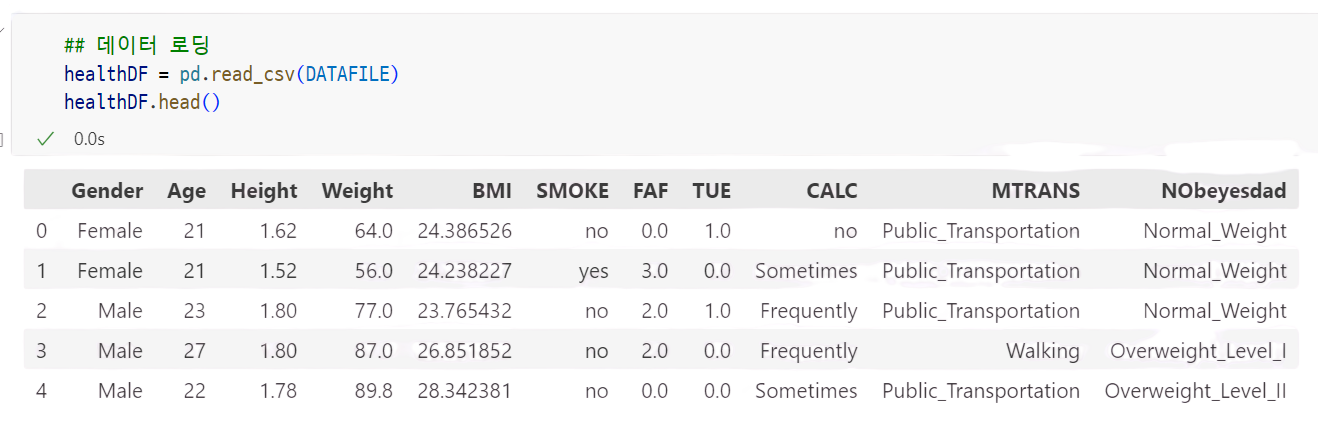 ## 데이터 로딩
healthDF = pd.read_csv(DATAFILE)
healthDF.head()
0.0s
Gender Age Height Weight BMI SMOKE FAF TUE CALC MTRANS NObeyesdad
0 Female 21 1.62 64.0 24.386526 no 0.0 1.0 no Public_Transportation Normal_Weight
1 Female 21 1.52 56.0 24.238227 yes 3.0 0.0 Sometimes Public_Transportation Normal_Weight
2 Male 23 1.80 77.0 23.765432 no 2.0 1.0 Frequently Public_Transportation Normal_Weight
3 Male 27 1.80 87.0 26.851852 no 2.0 0.0 Frequently Walking Overweight_Level_I
4 Male 22 1.78 89.8 28.342381 no 0.0 0.0 Sometimes Public_Transportation Overweight_Level_II